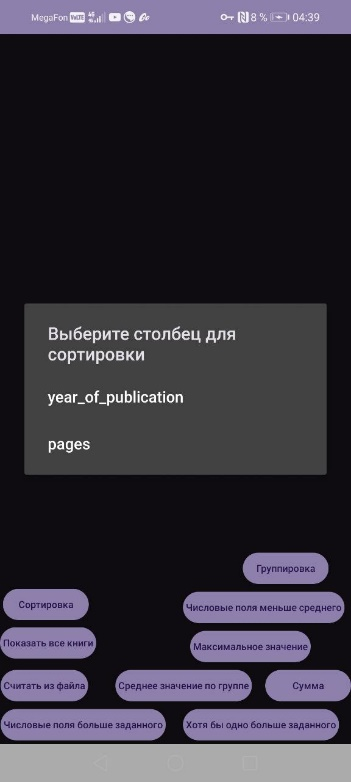 MegaFon VoLTE 4G 8 % 04:39
Выберите столбец для
сортировки
year_of_publication
pages
Группировка
Сортировка
Числовые поля меньше среднего
Показать все книги
Максимальное значение
Считать из файла
Среднее значение по группе
Сумма
Числовые поля больше заданного
Хотя бы одно больше заданного